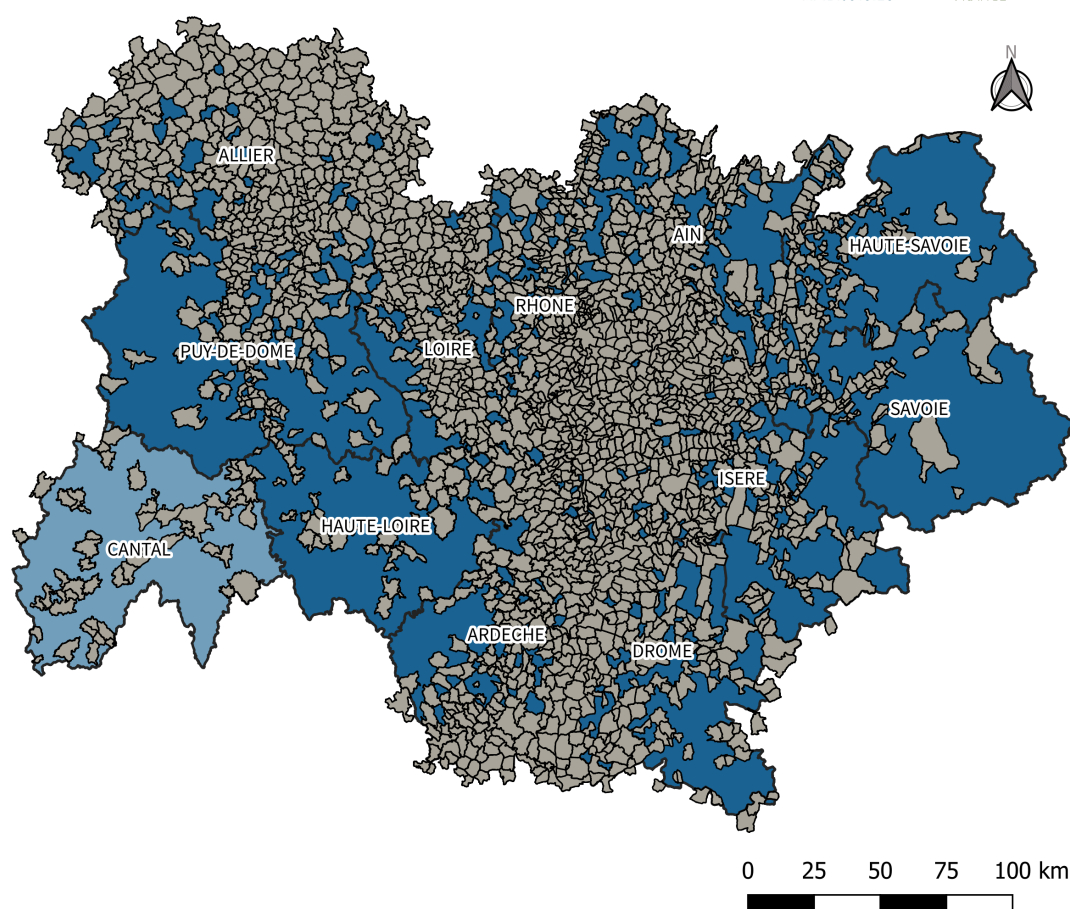 N
ALLIER
AIN
HAUTE-SAVOIE
RHONE
PUY-DE-DOME
LOIRE
SAVOIE
ISERE
HAUTE-LOIRE
CANTAL
ARDECHE
DROME
0 25 50 75 100 km